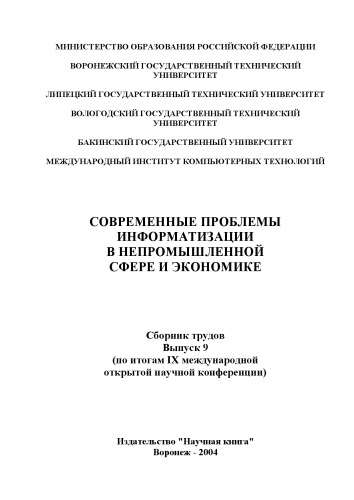 МИНИСТЕРСТВО ОБРАЗОВАНИЯ РОССИЙСКОЙ ФЕДЕРАЦИИ
ВОРОНЕЖСКИЙ ГОСУДАРСТВЕННЫЙ ТЕХНИЧЕСКИЙ
УНИВЕРСИТЕТ
ЛИПЕЦКИЙ ГОСУДАРСТВЕННЫЙ ТЕХНИЧЕСКИЙ УНИВЕРСИТЕТ
ВОЛОГОДСКИЙ ГОСУДАРСТВЕННЫЙ ТЕХНИЧЕСКИЙ
УНИВЕРСИТЕТ
БАКИНСКИЙ ГОСУДАРСТВЕННЫЙ УНИВЕРСИТЕТ
МЕЖДУНАРОДНЫЙ ИНСТИТУТ КОМПЬЮТЕРНЫХ ТЕХНОЛОГИЙ
СОВРЕМЕННЫЕ ПРОБЛЕМЫ
ИНФОРМАТИЗАЦИИ
В НЕПРОМЫШЛЕННОЙ
СФЕРЕ И ЭКОНОМИКЕ
Сборник трудов
Выпуск 9
(по итогам IX международной
открытой научной конференции)
Издательство "Научная книга"
Воронеж - 2004